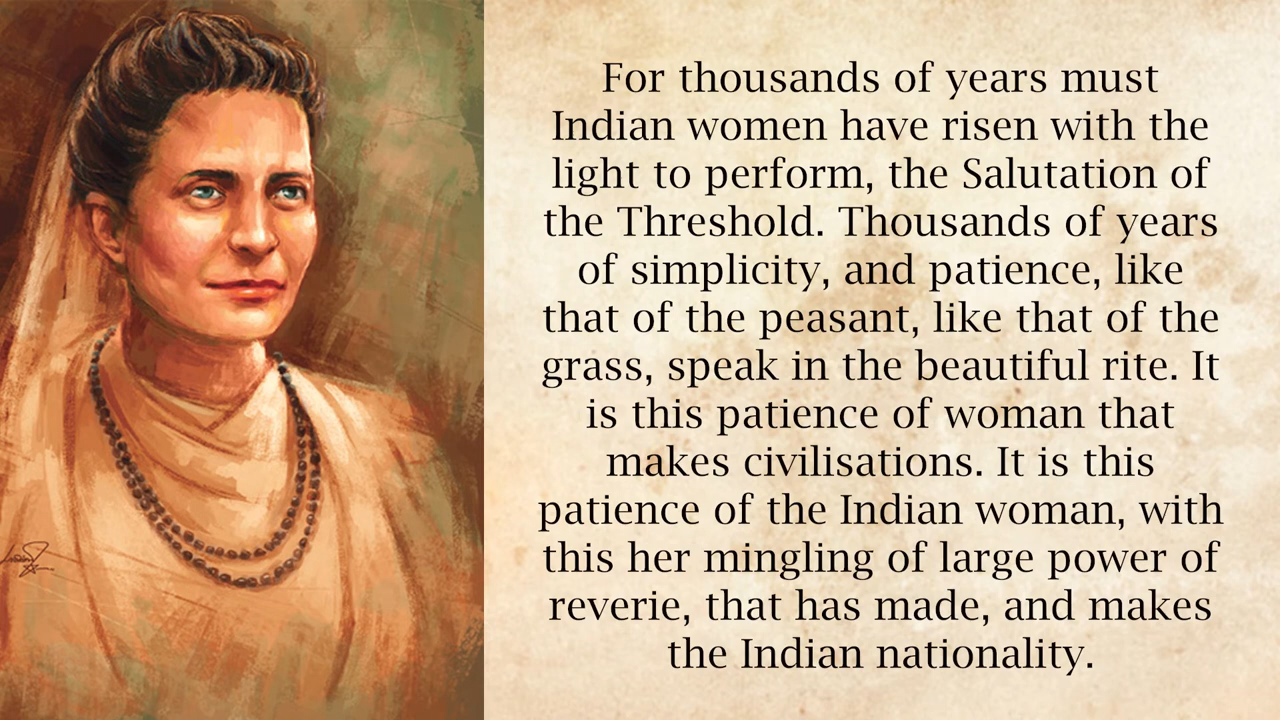 For thousands of years must
Indian women have risen with the
light to perform, the Salutation of
the Threshold. Thousands of years
of simplicity, and patience, like
that of the peasant, like that of the
grass, speak in the beautiful rite. It
is this patience of woman that
makes civilisations. It is this
patience of the Indian woman, with
this her mingling of large power of
reverie, that has made, and makes
the Indian nationality.